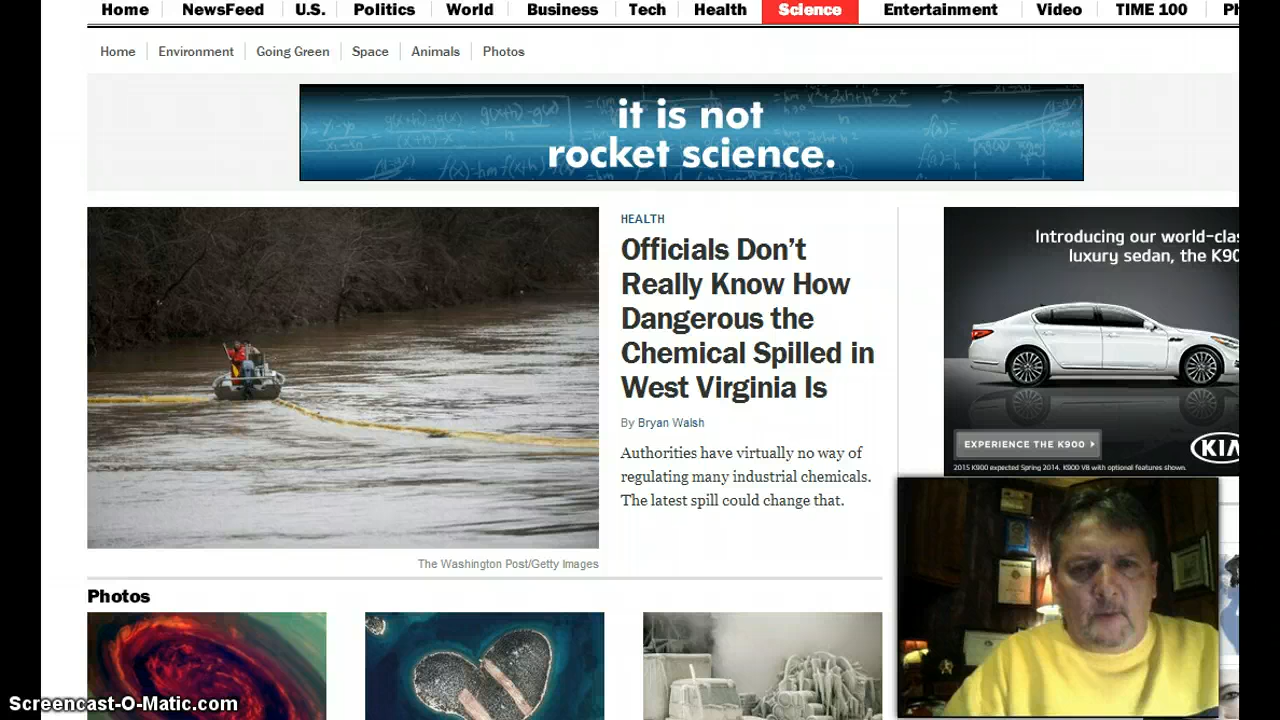 Home NewsFeed U.S. Politics World Business Tech Health Science Entertainment Video TIME 100
Home Environment Going Green Space Animals Photos
it is not
rocket science.
HEALTH
Officials Don't
Really Know How
Dangerous the
Chemical Spilled in
West Virginia Is
By Bryan Walsh
Authorities have virtually no way of
regulating many industrial chemicals.
The latest spill could change that.
The Washington Post/Getty Images
Introducing our world-clas
luxury sedan, the K90
EXPERIENCE THE K900
KIA
2015 K900 expected Spring 2014. K900 V8 with optional features shown.
Photos
Screencast-O-Matic.com